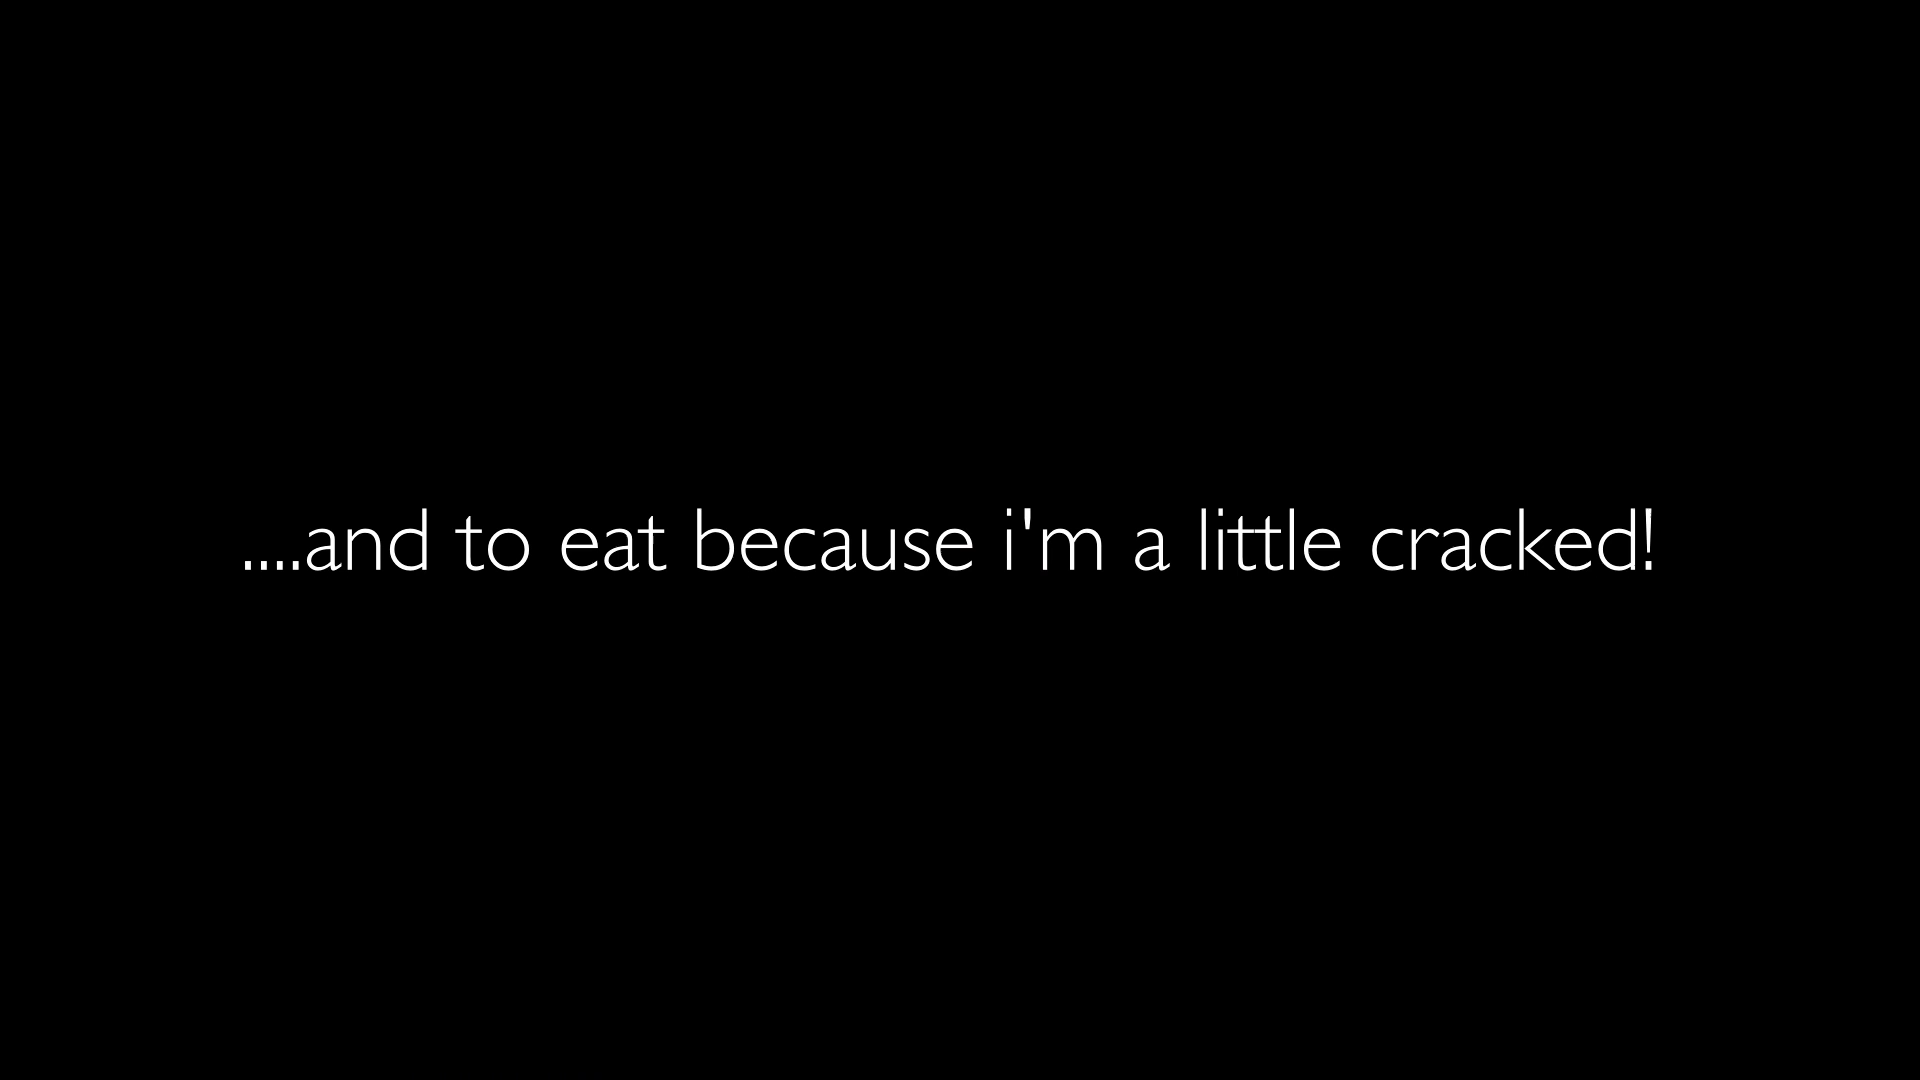 ....and to eat because i'm a little cracked!